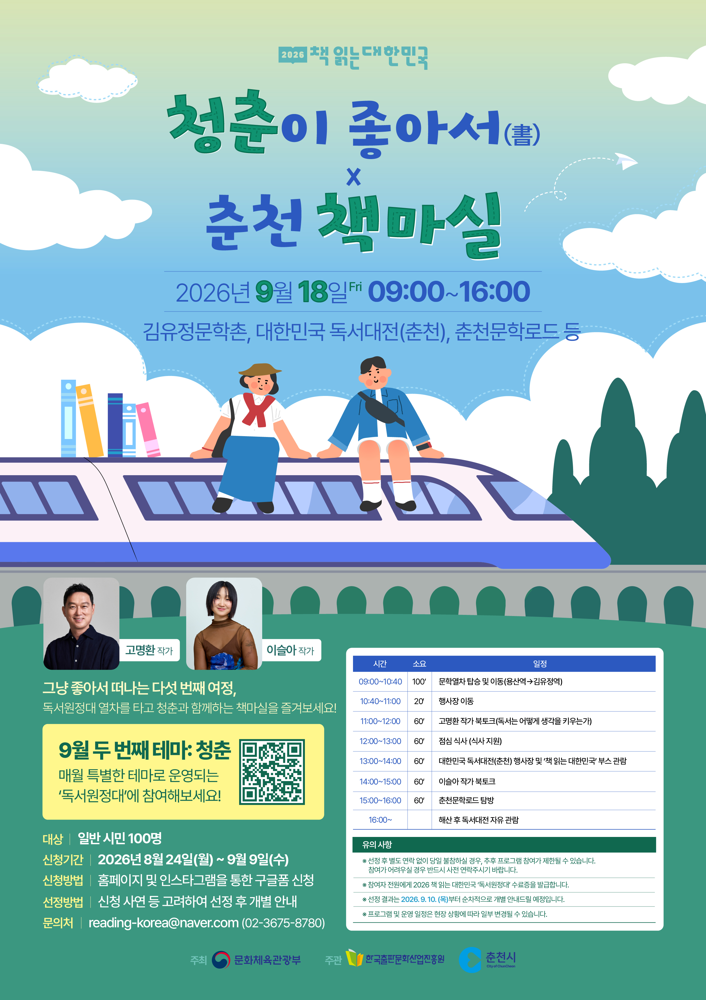 2026 책 읽는 대한민국
청춘이 좋아서(書)
x
춘천 책마실
2026년 9월 18일 Fri 09:00~16:00
김유정문학촌, 대한민국 독서대전(춘천), 춘천문학로드 등
고명환 작가
이슬아 작가
그냥 좋아서 떠나는 다섯 번째 여정,
독서원정대 열차를 타고 청춘과 함께하는 책마실을 즐겨보세요!
9월 두 번째 테마: 청춘
매월 특별한 테마로 운영되는
‘독서원정대’에 참여해보세요!
대상 | 일반 시민 100명
신청기간 | 2026년 8월 24일(월) ~ 9월 9일(수)
신청방법 | 홈페이지 및 인스타그램을 통한 구글폼 신청
선정방법 | 신청 사연 등 고려하여 선정 후 개별 안내
문의처 | reading-korea@naver.com (02-3675-8780)
시간 소요 일정
09:00~10:40 100’ 문학열차 탑승 및 이동(용산역→김유정역)
10:40~11:00 20‘ 행사장 이동
11:00~12:00 60‘ 고명환 작가 북토크(독서는 어떻게 생각을 키우는가)
12:00~13:00 60‘ 점심 식사 (식사 지원)
13:00~14:00 60‘ 대한민국 독서대전(춘천) 행사장 및 ‘책 읽는 대한민국’ 부스 관람
14:00~15:00 60‘ 이슬아 작가 북토크
15:00~16:00 60‘ 춘천문학로드 탐방
16:00~ 해산 후 독서대전 자유 관람
유의 사항
※ 선정 후 별도 연락 없이 당일 불참하실 경우, 추후 프로그램 참여가 제한될 수 있습니다.
참여가 어려우실 경우 반드시 사전 연락주시기 바랍니다.
※ 참여자 전원에게 2026 책 읽는 대한민국 ‘독서원정대’ 수료증을 발급합니다.
※ 선정 결과는 2026. 9. 10. (목)부터 순차적으로 개별 안내드릴 예정입니다.
※ 프로그램 및 운영 일정은 현장 상황에 따라 일부 변경될 수 있습니다.
주최 문화체육관광부 주관 한국출판문화산업진흥원 춘천시
City of ChunCheon